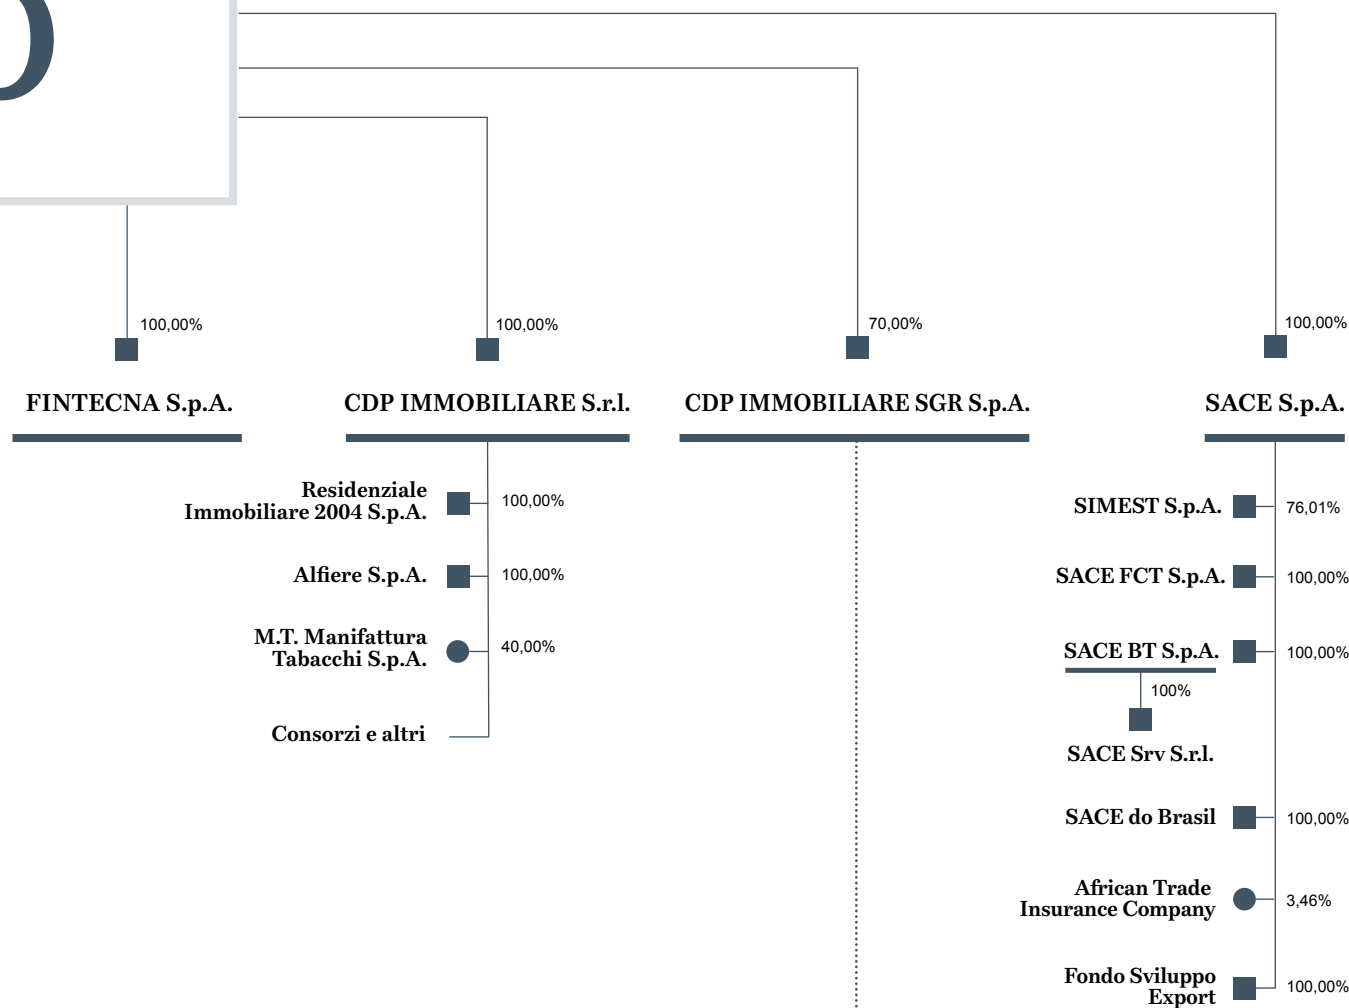 100,00%
100,00%
70,00%
100,00%
FINTECNA S.p.A.
CDP IMMOBILIARE S.r.l.
CDP IMMOBILIARE SGR S.p.A.
SACE S.p.A.
Residenziale
Immobiliare 2004 S.p.A.
100,00%
Alfiere S.p.A.
100,00%
M.T. Manifattura
Tabacchi S.p.A.
40,00%
Consorzi e altri
SIMEST S.p.A.
76,01%
SACE FCT S.p.A.
100,00%
SACE BT S.p.A.
100,00%
100%
SACE Srv S.r.l.
SACE do Brasil
100,00%
African Trade
Insurance Company
3,46%
Fondo Sviluppo
Export
100,00%